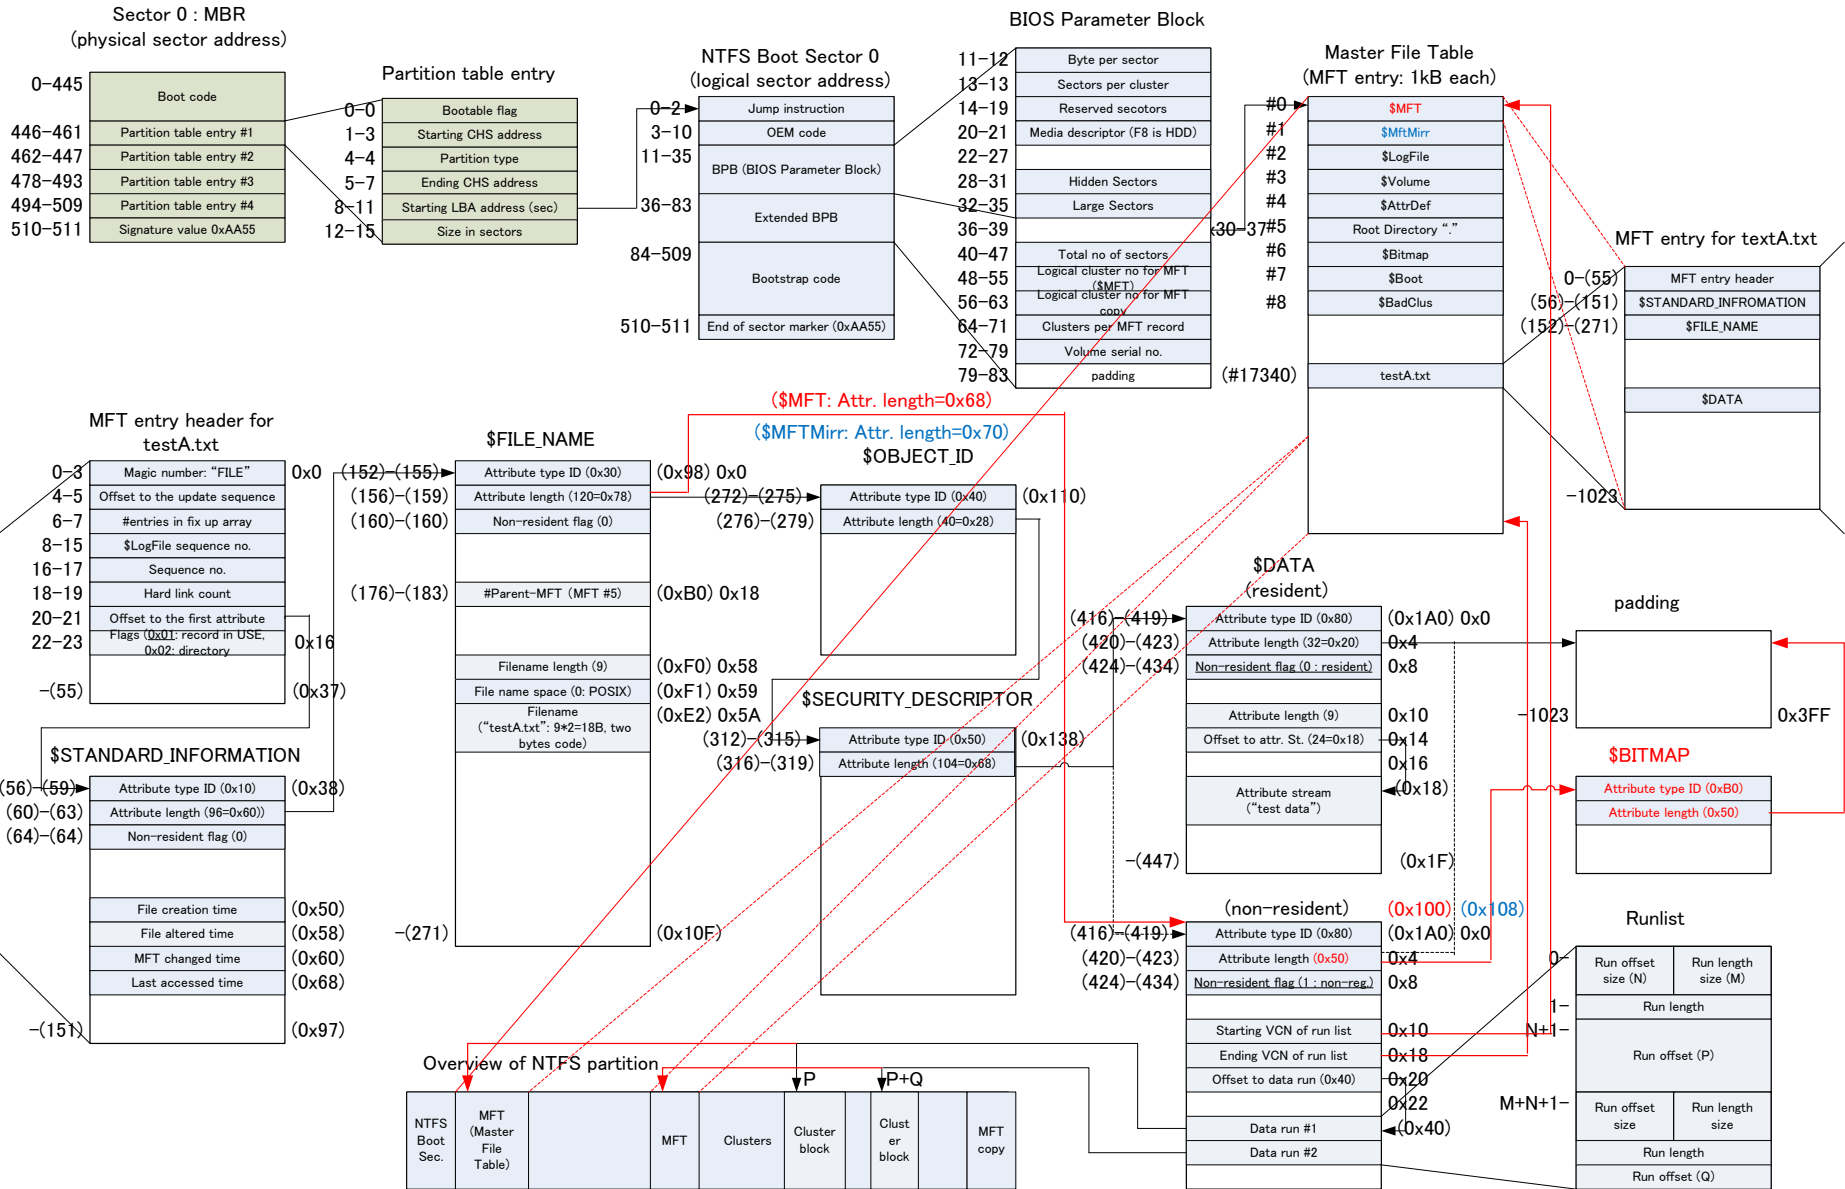 Sector 0 : MBR
(physical sector address)
0-445
Boot code
446-461
Partition table entry #1
462-447
Partition table entry #2
478-493
Partition table entry #3
494-509
Partition table entry #4
510-511
Signature value 0xAA55
Partition table entry
0-0
Bootable flag
1-3
Starting CHS address
4-4
Partition type
5-7
Ending CHS address
8-11
Starting LBA address (sec)
12-15
Size in sectors
NTFS Boot Sector 0
(logical sector address)
0-2
Jump instruction
3-10
OEM code
11-35
BPB (BIOS Parameter Block)
36-83
Extended BPB
84-509
Bootstrap code
510-511
End of sector marker (0xAA55)
BIOS Parameter Block
11-12
Byte per sector
13-13
Sectors per cluster
14-19
Reserved secotors
20-21
Media descriptor (F8 is HDD)
22-27
28-31
Hidden Sectors
32-35
Large Sectors
36-39
x30-37
40-47
Total no of sectors
48-55
Logical cluster no for MFT
($MFT)
56-63
Logical cluster no for MFT
copy
64-71
Clusters per MFT record
72-79
Volume serial no.
79-83
padding
Master File Table
(MFT entry: 1kB each)
#0
$MFT
#1
$MftMirr
#2
$LogFile
#3
$Volume
#4
$AttrDef
#5
Root Directory “.”
#6
$Bitmap
#7
$Boot
#8
$BadClus
(#17340)
testA.txt
MFT entry for textA.txt
0-(55)
MFT entry header
(56)-(151)
$STANDARD_INFROMATION
(152)-(271)
$FILE_NAME
$DATA
-1023
MFT entry header for
testA.txt
0-3
Magic number: “FILE”
0x0
4-5
Offset to the update sequence
6-7
#entries in fix up array
8-15
$LogFile sequence no.
16-17
Sequence no.
18-19
Hard link count
20-21
Offset to the first attribute
22-23
Flags (0x01: record in USE,
0x02: directory
0x16
-(55)
(0x37)
$STANDARD_INFORMATION
(56)-(59)
Attribute type ID (0x10)
(0x38)
(60)-(63)
Attribute length (96=0x60))
(64)-(64)
Non-resident flag (0)
File creation time
(0x50)
File altered time
(0x58)
MFT changed time
(0x60)
Last accessed time
(0x68)
-(151)
(0x97)
$FILE_NAME
(152)-(155)
Attribute type ID (0x30)
(0x98) 0x0
(156)-(159)
Attribute length (120=0x78)
(160)-(160)
Non-resident flag (0)
(176)-(183)
#Parent-MFT (MFT #5)
(0xB0) 0x18
Filename length (9)
(0xF0) 0x58
File name space (0: POSIX)
(0xF1) 0x59
Filename
(“testA.txt”: 9*2=18B, two
bytes code)
(0xE2) 0x5A
-(271)
(0x10F)
($MFT: Attr. length=0x68)
($MFTMirr: Attr. length=0x70)
$OBJECT_ID
(272)-(275)
Attribute type ID (0x40)
(0x110)
(276)-(279)
Attribute length (40=0x28)
$SECURITY_DESCRIPTOR
(312)-(315)
Attribute type ID (0x50)
(0x138)
(316)-(319)
Attribute length (104=0x68)
$DATA
(resident)
(416)-(419)
Attribute type ID (0x80)
(0x1A0) 0x0
(420)-(423)
Attribute length (32=0x20)
0x4
(424)-(434)
Non-resident flag (0 : resident)
0x8
Attribute length (9)
0x10
Offset to attr. St. (24=0x18)
0x14
0x16
Attribute stream
(“test data”)
(0x18)
-(447)
(0x1F)
padding
-1023
0x3FF
$BITMAP
Attribute type ID (0xB0)
Attribute length (0x50)
(non-resident)
(0x100)
(0x108)
(416)-(419)
Attribute type ID (0x80)
(0x1A0) 0x0
(420)-(423)
Attribute length (0x50)
0x4
(424)-(434)
Non-resident flag (1 : non-reg.)
0x8
Starting VCN of run list
0x10
Ending VCN of run list
0x18
Offset to data run (0x40)
0x20
0x22
Data run #1
(0x40)
Data run #2
Runlist
0-
Run offset
size (N)
Run length
size (M)
1-
Run length
N+1-
Run offset (P)
M+N+1-
Run offset
size
Run length
size
Run length
Run offset (Q)
Overview of NTFS partition
P
P+Q
NTFS
Boot
Sec.
MFT
(Master
File
Table)
MFT
Clusters
Cluster
block
Clust
er
block
MFT
copy